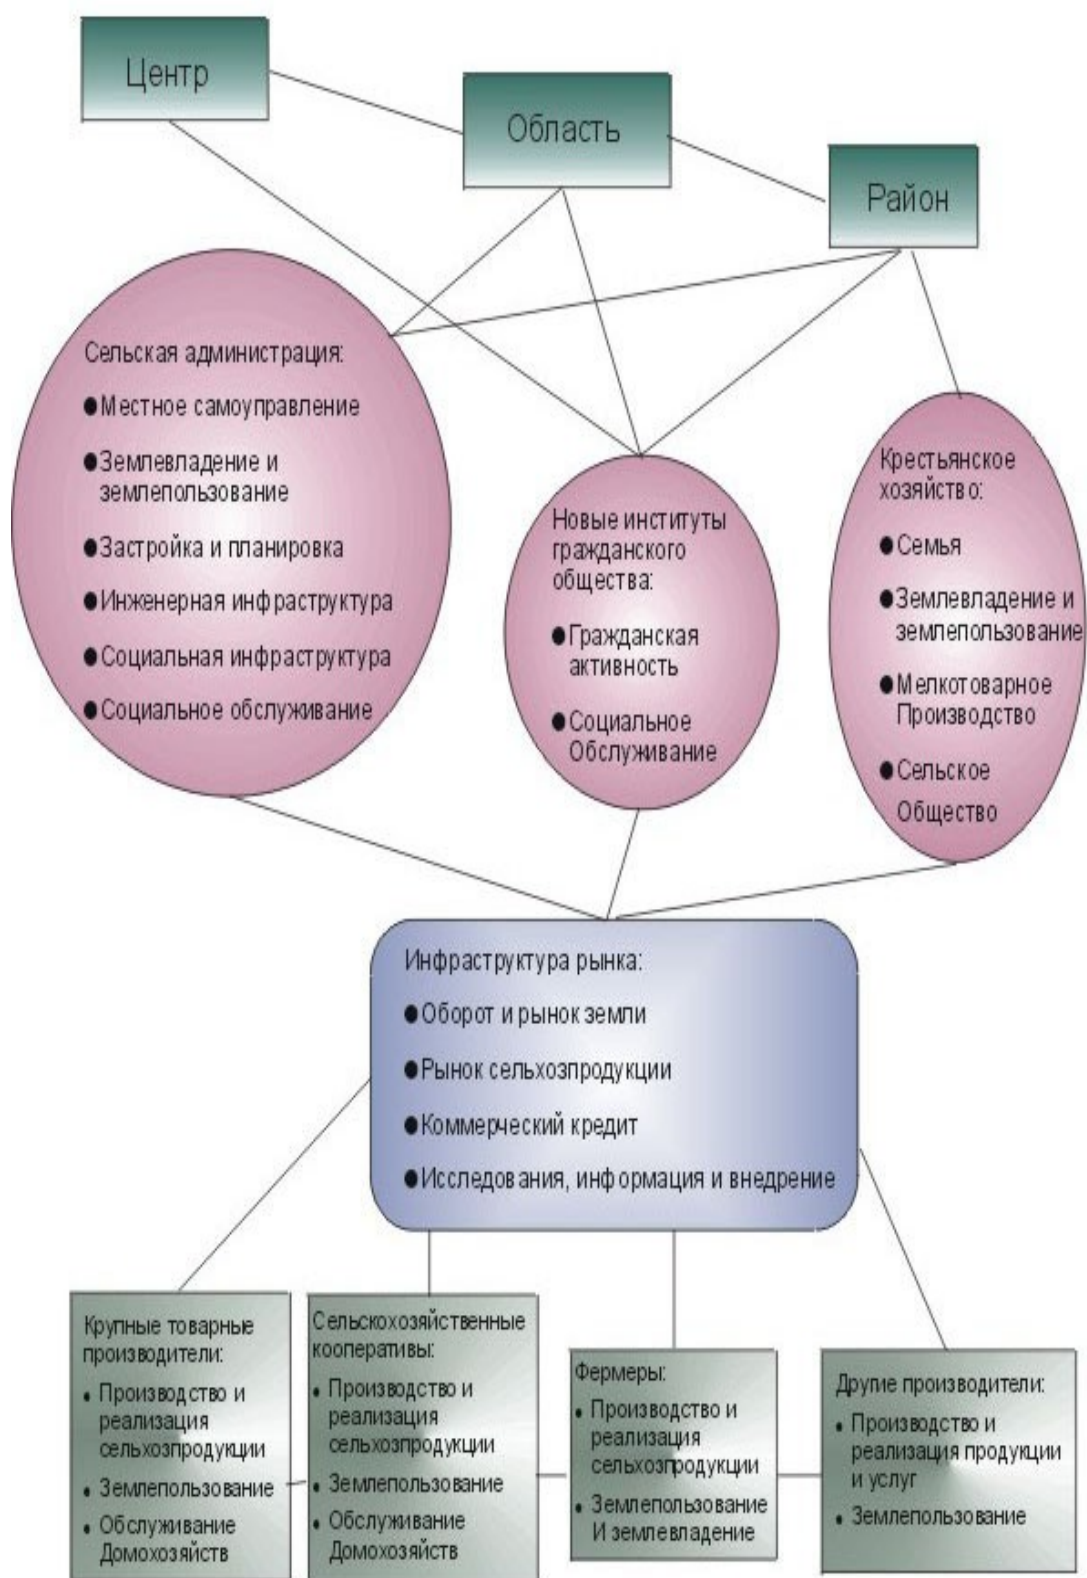 Центр
Область
Район
Сельская администрация:
●Местное самоуправление
●Землевладение и
землепользование
●Застройка и планировка
●Инженерная инфраструктура
●Социальная инфраструктура
●Социальное обслуживание
Новые институты
гражданского
общества:
●Гражданская
активность
●Социальное
Обслуживание
Крестьянское
хозяйство:
●Семья
●Землевладение и
землепользование
●Мелкотоварное
Производство
●Сельское
Общество
Инфраструктура рынка:
●Оборот и рынок земли
●Рынок сельхозпродукции
●Коммерческий кредит
●Исследования, информация и внедрение
Крупные товарные
производители:
• Производство и
реализация
сельхозпродукции
• Землепользование
• Обслуживание
Домохозяйств
Сельскохозяйственные
кооперативы:
• Производство и
реализация
сельхозпродукции
• Землепользование
• Обслуживание
Домохозяйств
Фермеры:
• Производство и
реализация
сельхозпродукции
• Землепользование
И землевладение
Другие производители:
• Производство и
реализация продукции
и услуг
• Землепользование